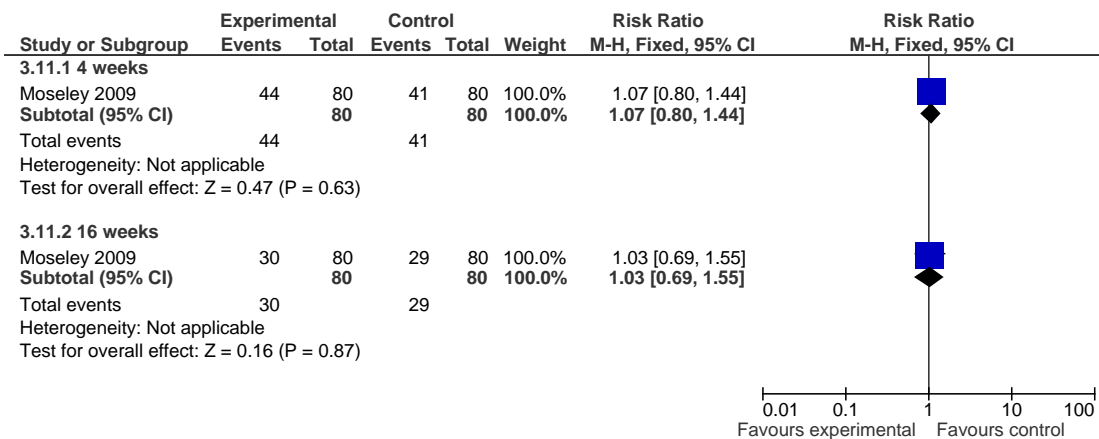 Experimental Control Risk Ratio Risk Ratio
Study or Subgroup Events Total Events Total Weight M-H, Fixed, 95% CI M-H, Fixed, 95% CI
3.11.1 4 weeks
Moseley 2009 44 80 41 80 100.0% 1.07 [0.80, 1.44]
Subtotal (95% CI) 80 80 100.0% 1.07 [0.80, 1.44]
Total events 44 41
Heterogeneity: Not applicable
Test for overall effect: Z = 0.47 (P = 0.63)
3.11.2 16 weeks
Moseley 2009 30 80 29 80 100.0% 1.03 [0.69, 1.55]
Subtotal (95% CI) 80 80 100.0% 1.03 [0.69, 1.55]
Total events 30 29
Heterogeneity: Not applicable
Test for overall effect: Z = 0.16 (P = 0.87)
0.01 0.1 1 10 100
Favours experimental Favours control